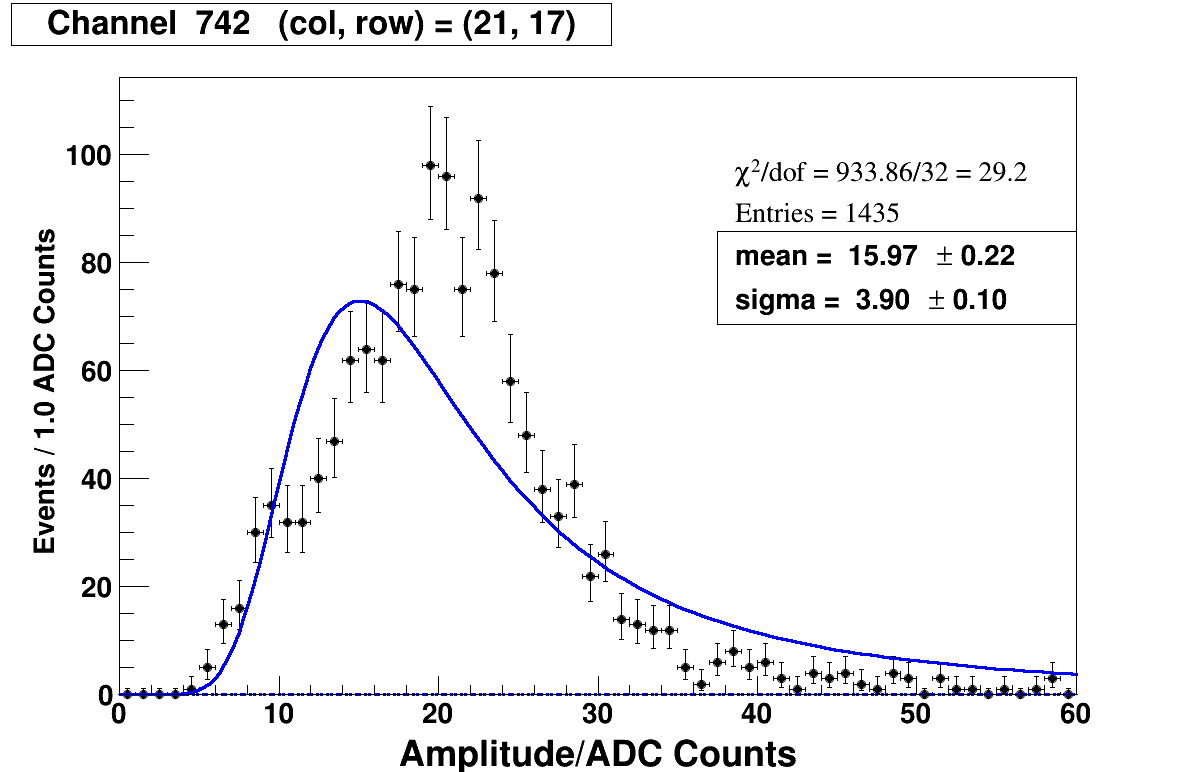 Channel 742 (col, row) = (21, 17)
χ²/dof = 933.86/32 = 29.2
Entries = 1435
mean = 15.97 ± 0.22
sigma = 3.90 ± 0.10
Events / 1.0 ADC Counts
100
80
60
40
20
0
0 10 20 30 40 50 60
Amplitude/ADC Counts